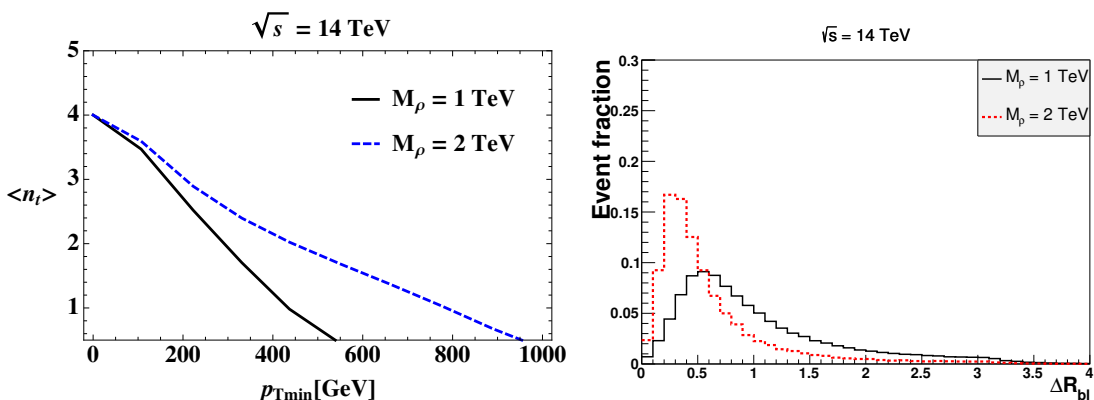 √s = 14 TeV
5
4
3
2
1
<n_t>
M_ρ = 1 TeV
M_ρ = 2 TeV
0 200 400 600 800 1000
p_Tmin[GeV]
√s = 14 TeV
Event fraction
0.3
0.25
0.2
0.15
0.1
0.05
0
M_ρ = 1 TeV
M_ρ = 2 TeV
0 0.5 1 1.5 2 2.5 3 3.5 4
ΔR_bl